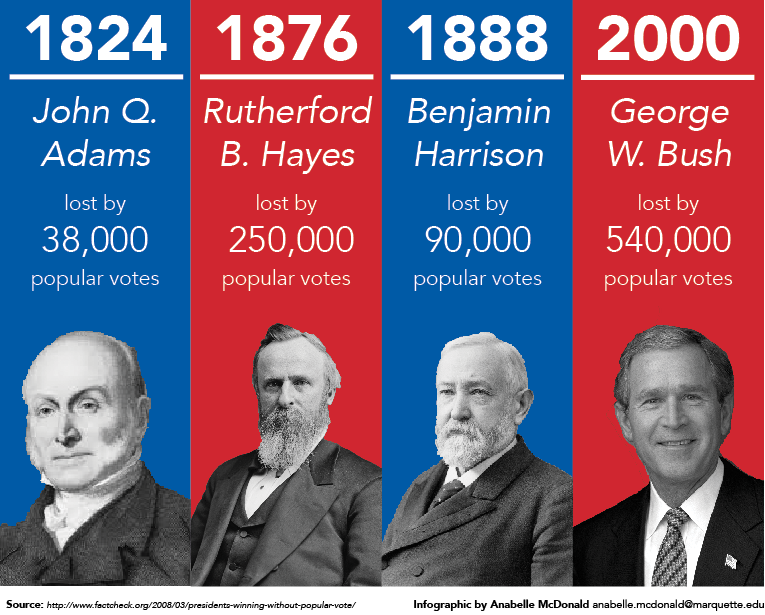 1824
John Q.
Adams
lost by
38,000
popular votes
1876
Rutherford
B. Hayes
lost by
250,000
popular votes
1888
Benjamin
Harrison
lost by
90,000
popular votes
2000
George
W. Bush
lost by
540,000
popular votes
Source: http://www.factcheck.org/2008/03/presidents-winning-without-popular-vote/
Infographic by Anabelle McDonald anabelle.mcdonald@marquette.edu